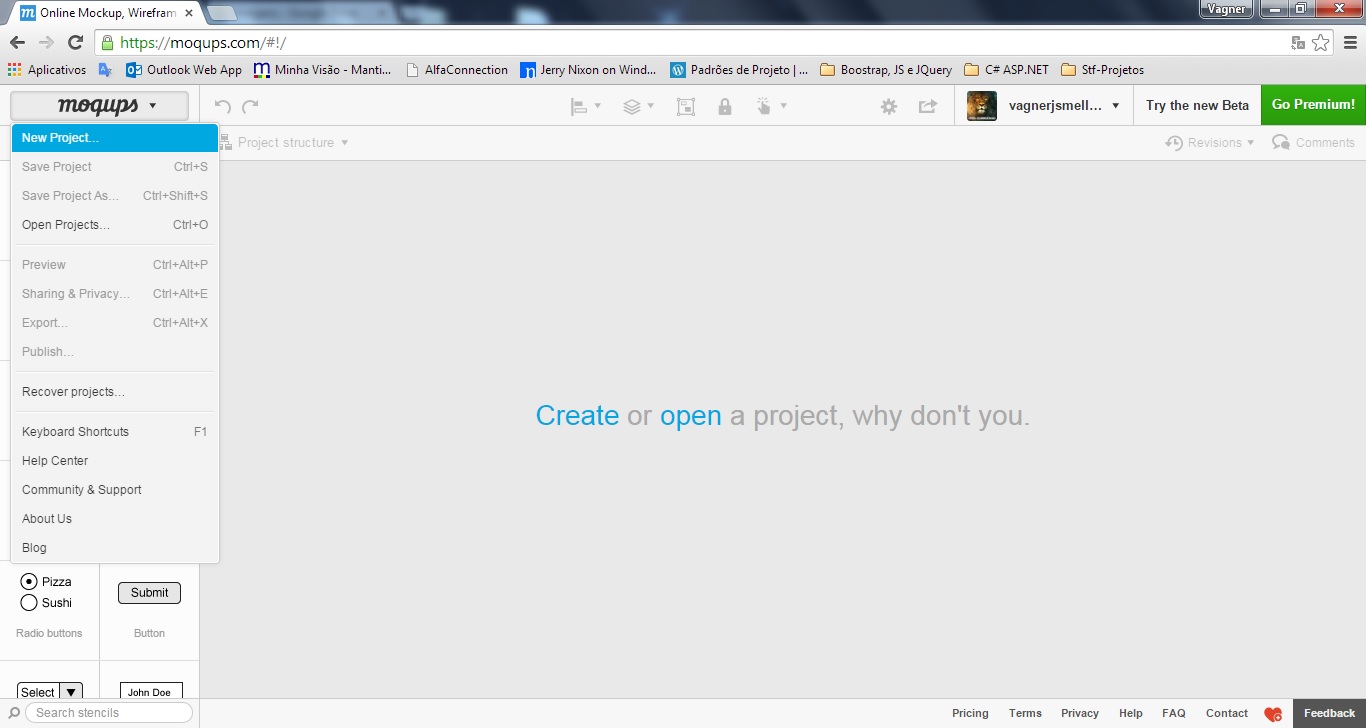 Online Mockup, Wirefram
Vagner
https://moqups.com/#!/
Aplicativos Outlook Web App Minha Visão - Manti... AlfaConnection Jerry Nixon on Wind... Padrões de Projeto | ... Boostrap, JS e JQuery C# ASP.NET Stf-Projetos
moqups vagnerjsmell... Try the new Beta Go Premium!
Project structure Revisions Comments
New Project...
Save Project Ctrl+S
Save Project As... Ctrl+Shift+S
Open Projects... Ctrl+O
Preview Ctrl+Alt+P
Sharing & Privacy... Ctrl+Alt+E
Export... Ctrl+Alt+X
Publish...
Recover projects...
Keyboard Shortcuts F1
Help Center
Community & Support
About Us
Blog
Create or open a project, why don't you.
Pizza
Sushi
Submit
Radio buttons Button
Select John Doe
Search stencils
Pricing Terms Privacy Help FAQ Contact Feedback